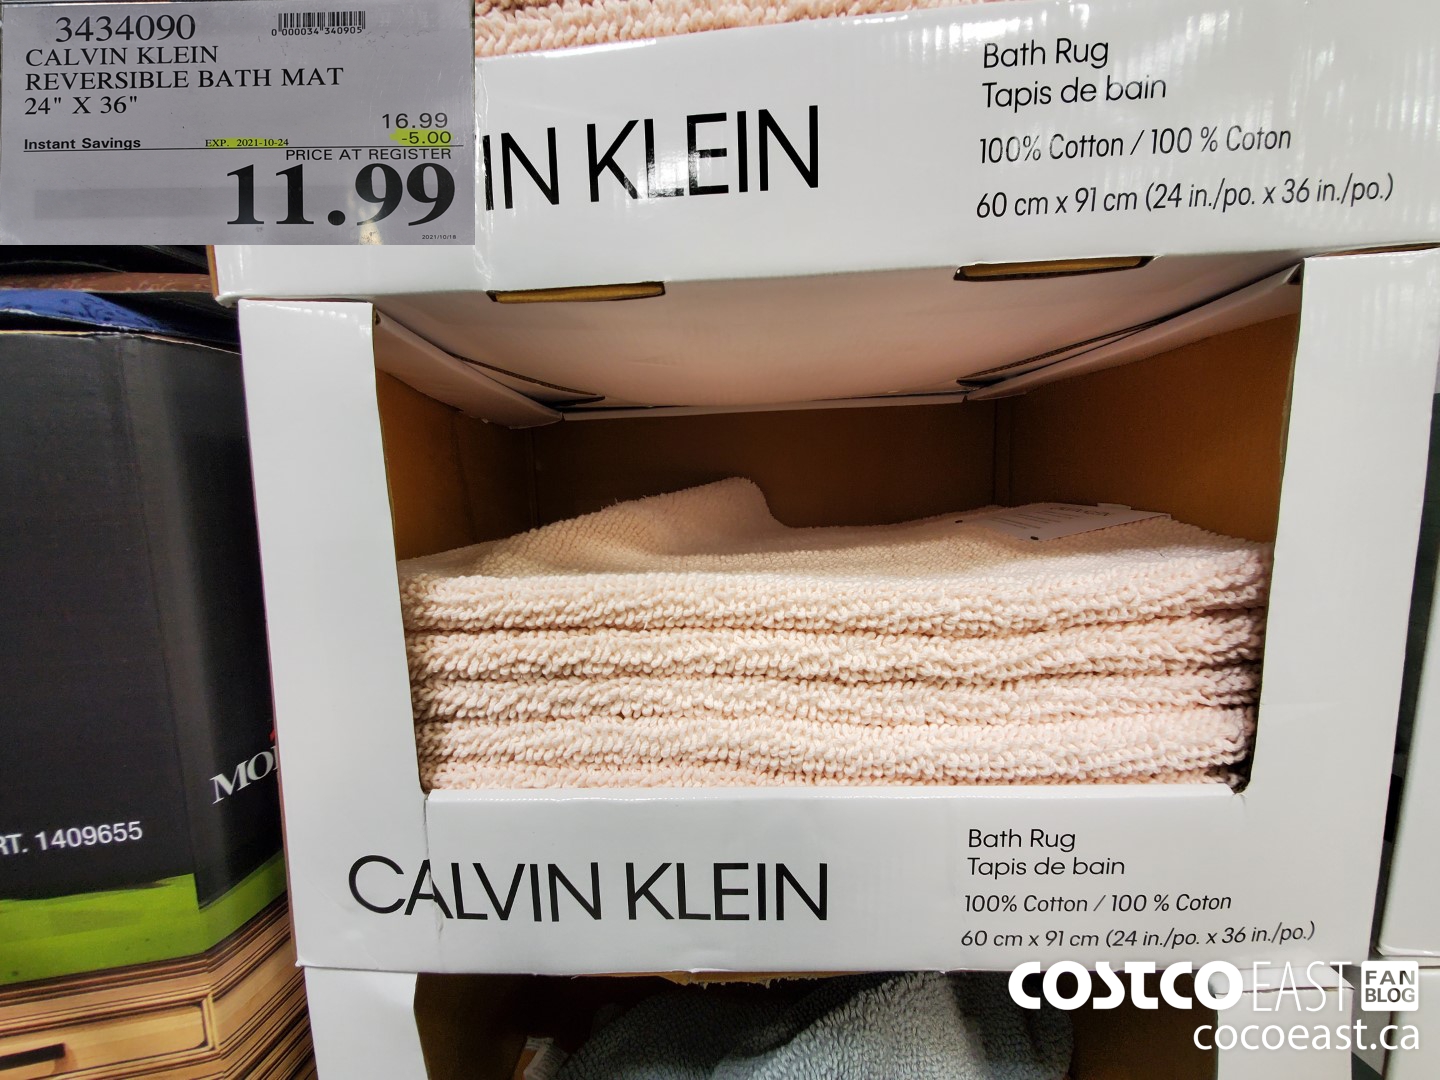 3434090
0 000034 340905
CALVIN KLEIN
REVERSIBLE BATH MAT
24" X 36"
16.99
Instant Savings EXP. 2021-10-24 -5.00
PRICE AT REGISTER
11.99
2021/10/18
IN KLEIN
Bath Rug
Tapis de bain
100% Cotton / 100 % Coton
60 cm x 91 cm (24 in./po. x 36 in./po.)
MO
RT. 1409655
CALVIN KLEIN
Bath Rug
Tapis de bain
100% Cotton / 100 % Coton
60 cm x 91 cm (24 in./po. x 36 in./po.)
COSTCO EAST FAN BLOG
cocoeast.ca